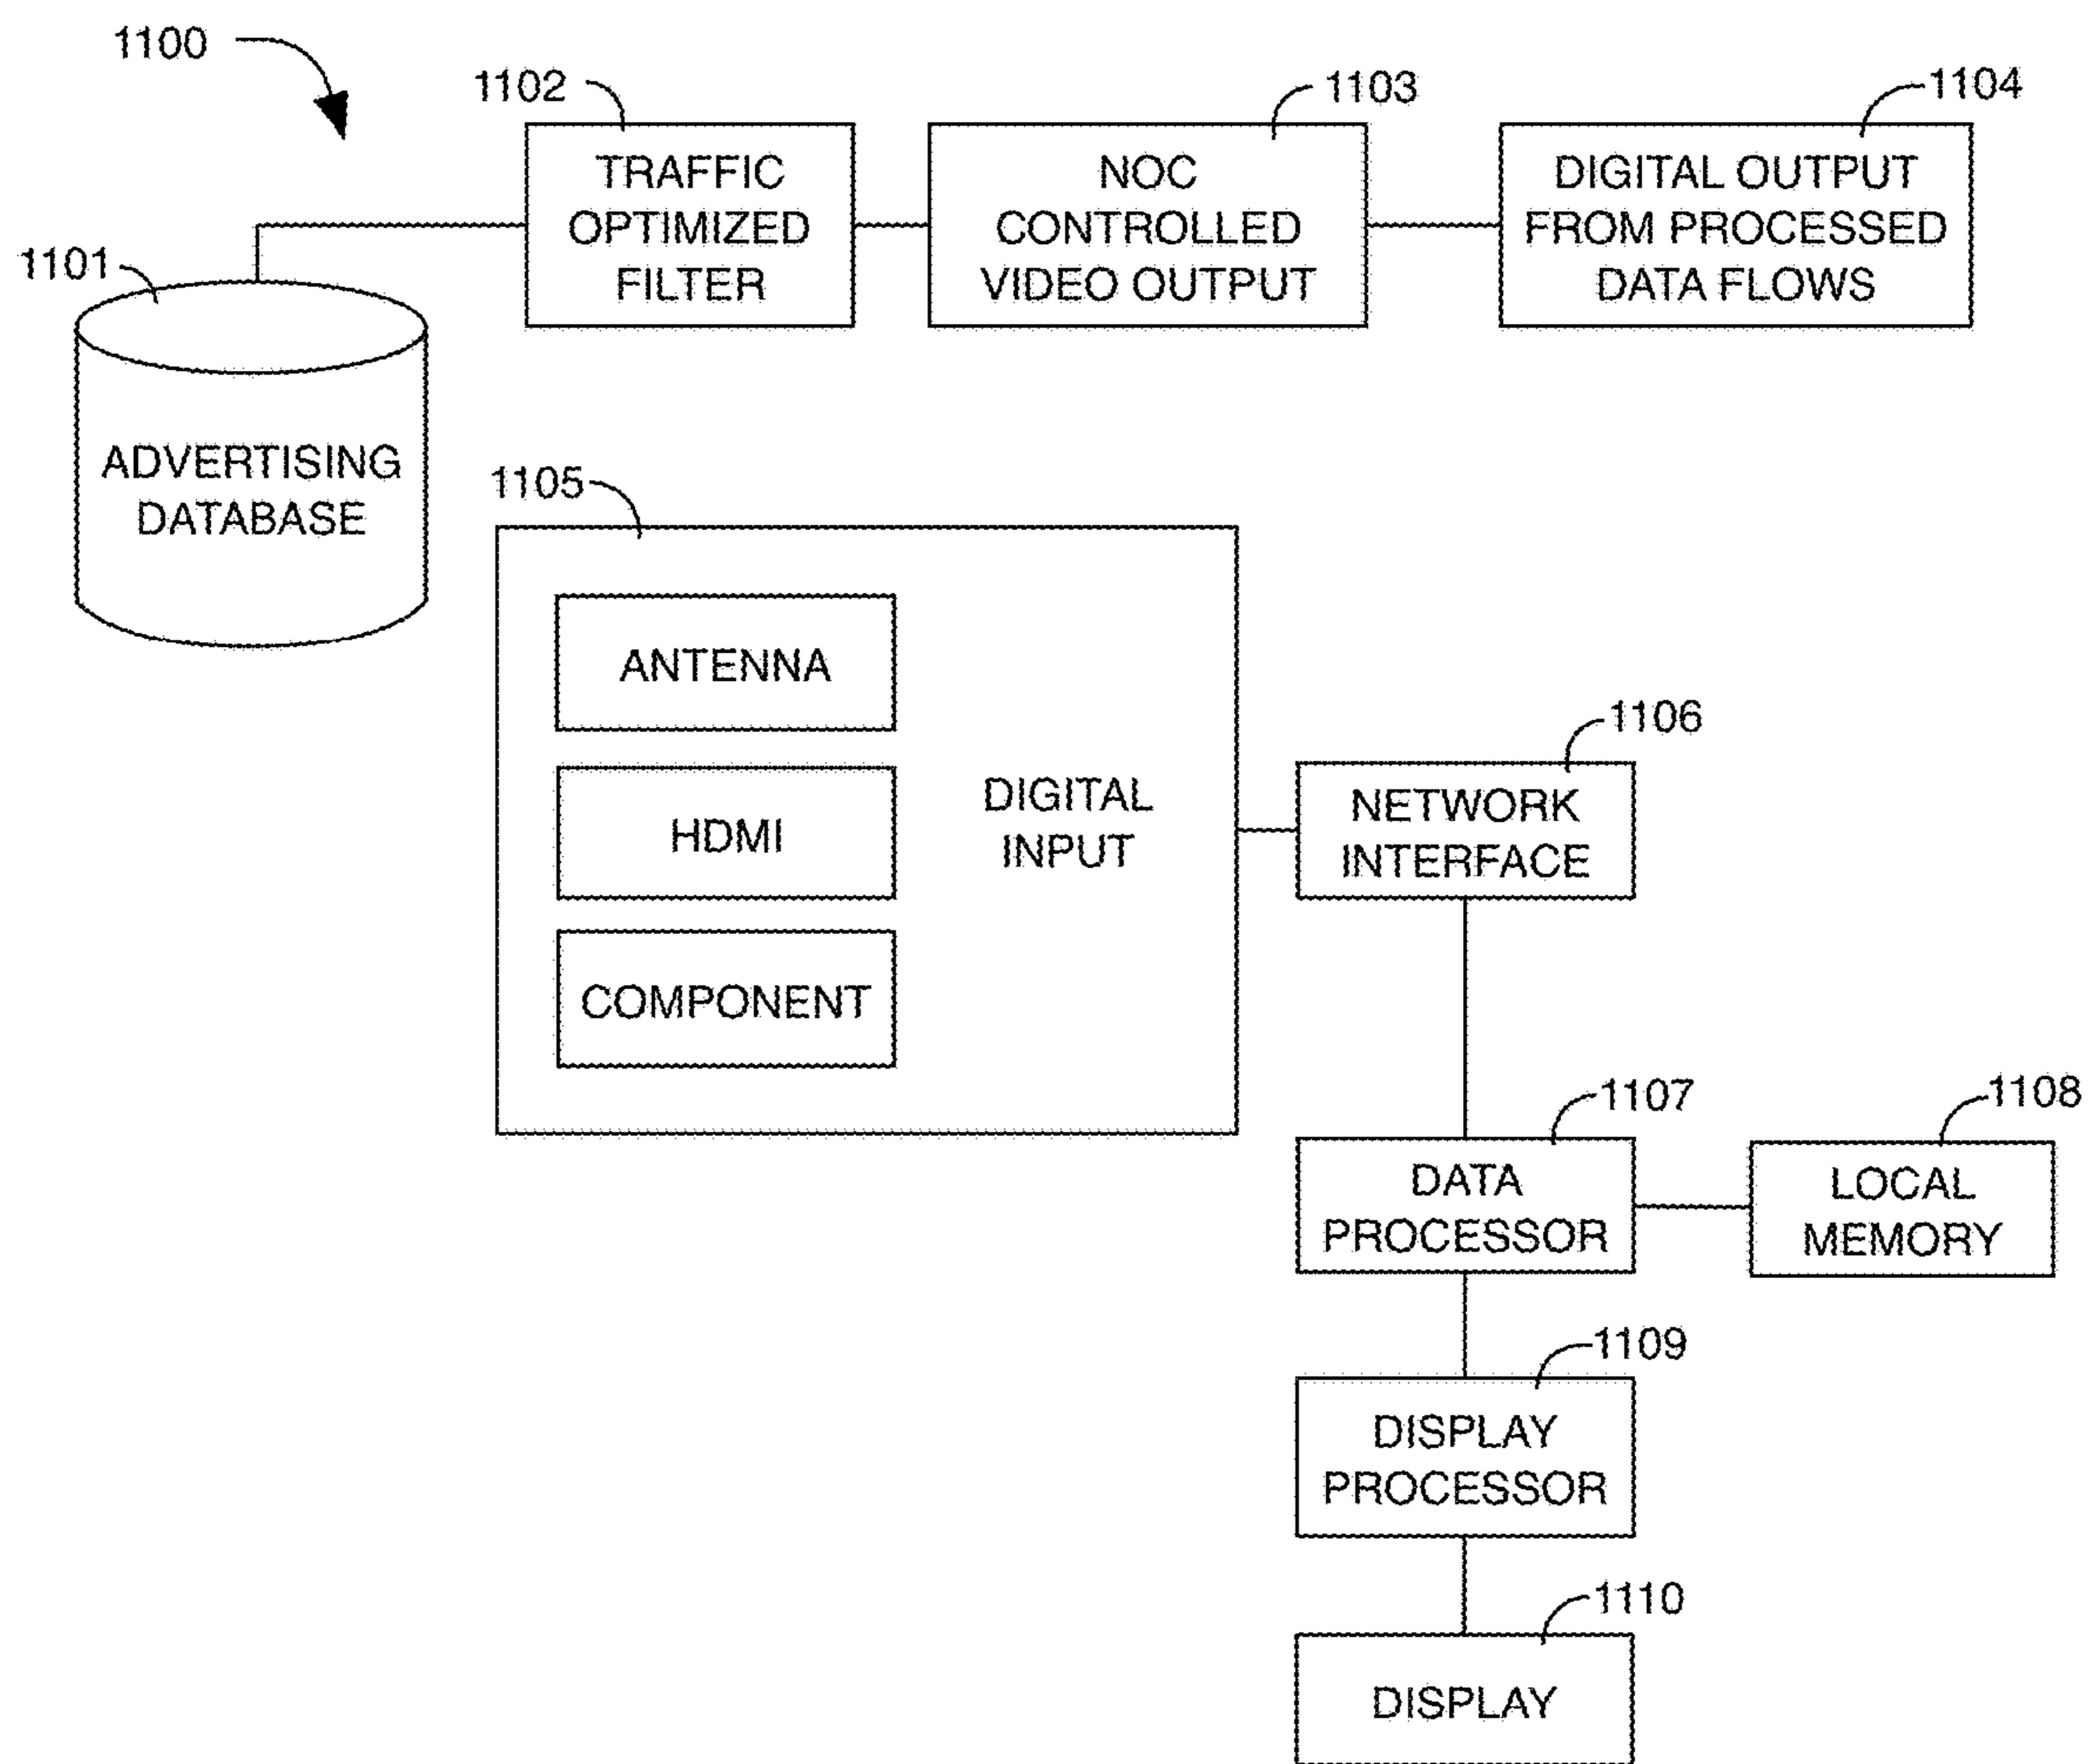 1100
1102
1103
1104
TRAFFIC
OPTIMIZED
FILTER
NOC
CONTROLLED
VIDEO OUTPUT
DIGITAL OUTPUT
FROM PROCESSED
DATA FLOWS
1101
ADVERTISING
DATABASE
1105
ANTENNA
HDMI
COMPONENT
DIGITAL
INPUT
1106
NETWORK
INTERFACE
1107
DATA
PROCESSOR
1108
LOCAL
MEMORY
1109
DISPLAY
PROCESSOR
1110
DISPLAY